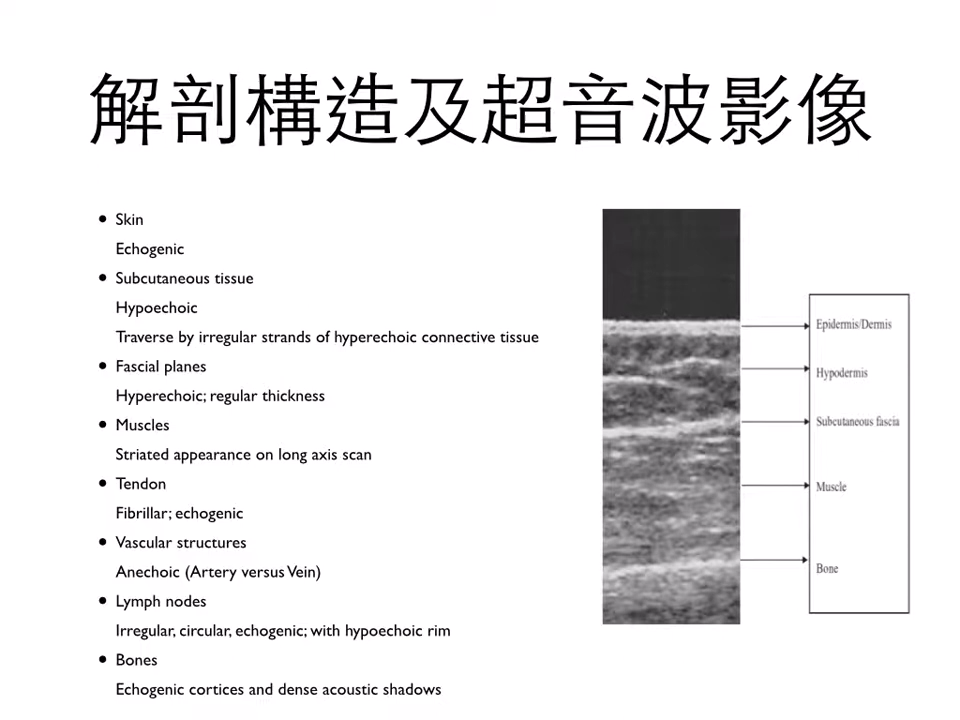 解剖構造及超音波影像
• Skin
Echogenic
• Subcutaneous tissue
Hypoechoic
Traverse by irregular strands of hyperechoic connective tissue
• Fascial planes
Hyperechoic; regular thickness
• Muscles
Striated appearance on long axis scan
• Tendon
Fibrillar; echogenic
• Vascular structures
Anechoic (Artery versus Vein)
• Lymph nodes
Irregular, circular, echogenic; with hypoechoic rim
• Bones
Echogenic cortices and dense acoustic shadows
Epidermis/Dermis
Hypodermis
Subcutaneous fascia
Muscle
Bone